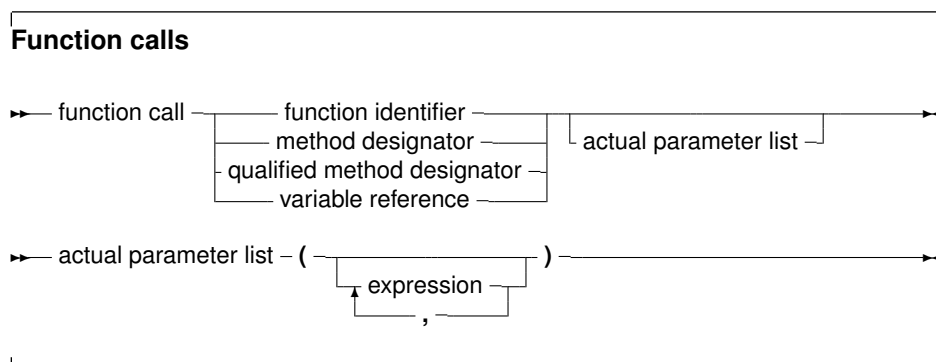 Function calls
function call function identifier
method designator actual parameter list
qualified method designator
variable reference
actual parameter list ( )
expression
,